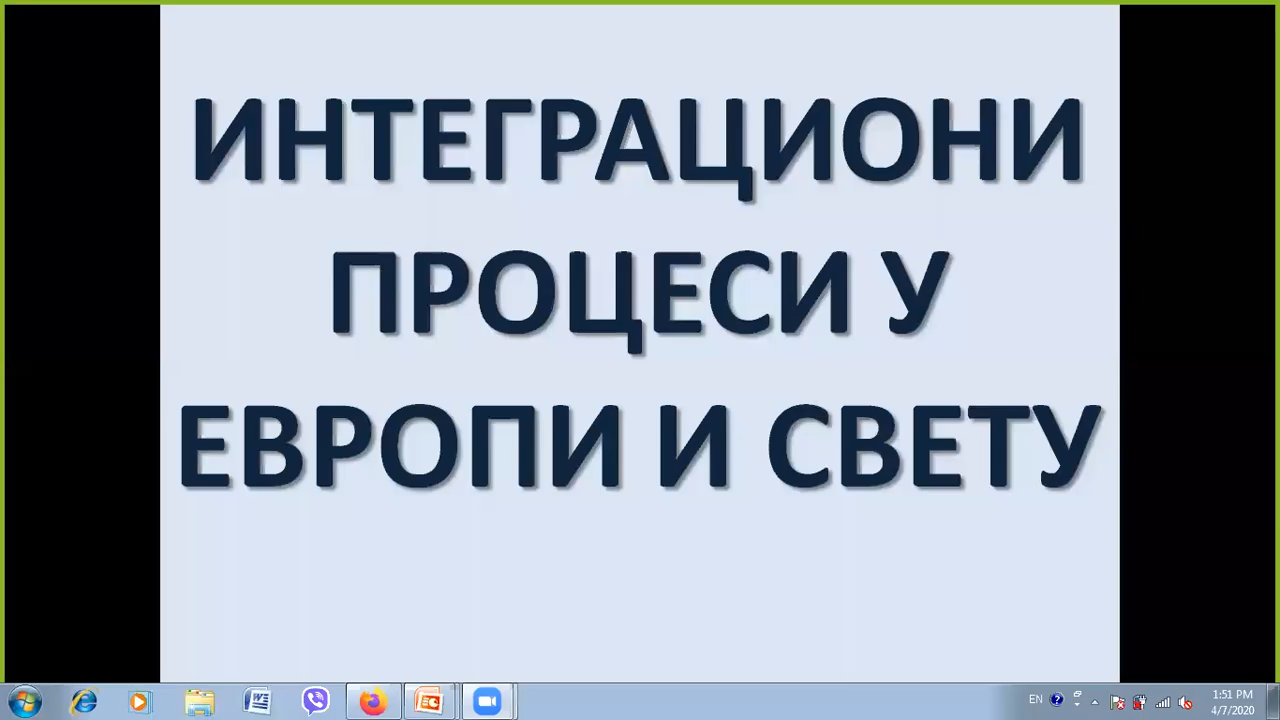 ИНТЕГРАЦИОНИ
ПРОЦЕСИ У
ЕВРОПИ И СВЕТУ
EN
1:51 PM
4/7/2020